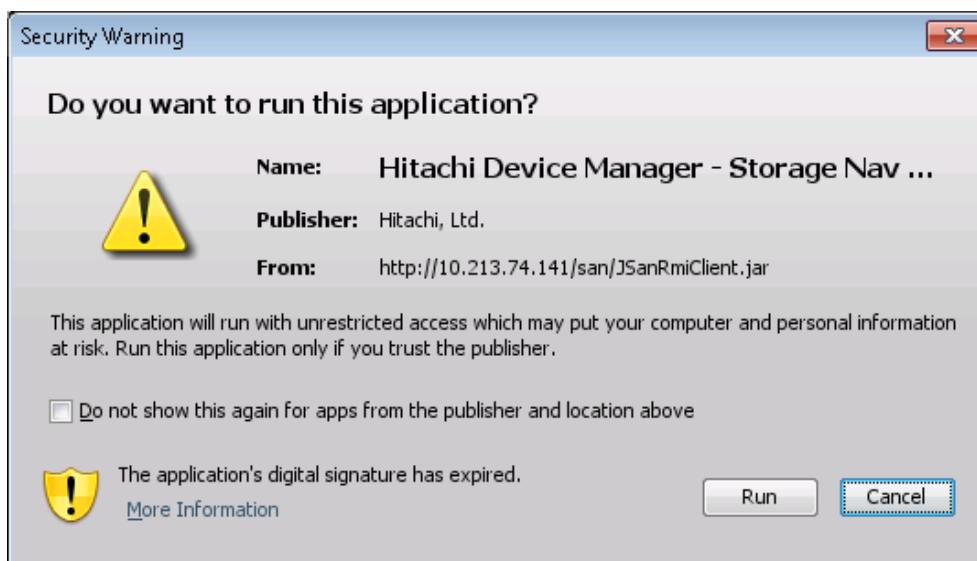 Security Warning
Do you want to run this application?
Name: Hitachi Device Manager - Storage Nav ...
Publisher: Hitachi, Ltd.
From: http://10.213.74.141/san/JSanRmiClient.jar
This application will run with unrestricted access which may put your computer and personal information
at risk. Run this application only if you trust the publisher.
Do not show this again for apps from the publisher and location above
The application's digital signature has expired.
More Information
Run
Cancel